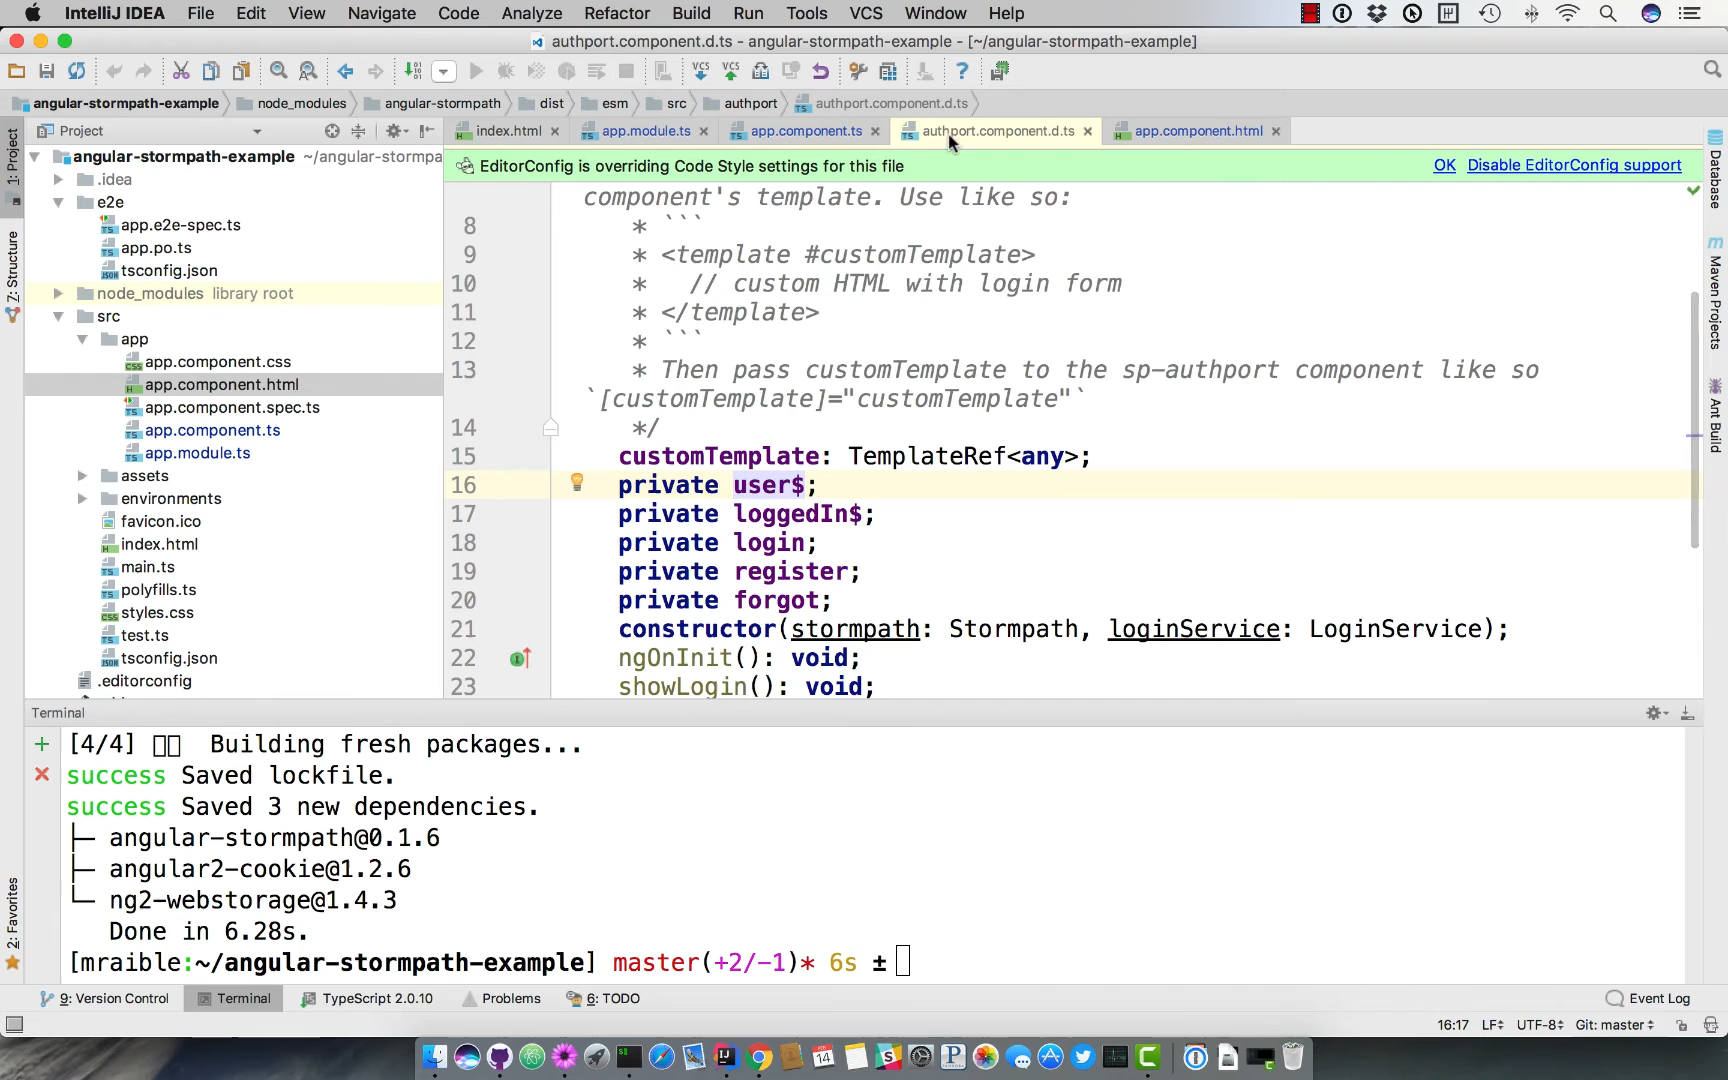 IntelliJ IDEA File Edit View Navigate Code Analyze Refactor Build Run Tools VCS Window Help
authport.component.d.ts - angular-stormpath-example - [~/angular-stormpath-example]
VCS VCS
angular-stormpath-example node_modules angular-stormpath dist esm src authport authport.component.d.ts
Project
index.html app.module.ts app.component.ts authport.component.d.ts app.component.html
EditorConfig is overriding Code Style settings for this file OK Disable EditorConfig support
1: Project
7: Structure
2: Favorites
angular-stormpath-example ~/angular-stormpa
.idea
e2e
app.e2e-spec.ts
app.po.ts
tsconfig.json
node_modules library root
src
app
app.component.css
app.component.html
app.component.spec.ts
app.component.ts
app.module.ts
assets
environments
favicon.ico
index.html
main.ts
polyfills.ts
styles.css
test.ts
tsconfig.json
.editorconfig
component's template. Use like so:
8 * ```
9 * <template #customTemplate>
10 * // custom HTML with login form
11 * </template>
12 * ```
13 * Then pass customTemplate to the sp-authport component like so
`[customTemplate]="customTemplate"`
14 */
15 customTemplate: TemplateRef<any>;
16 private user$;
17 private loggedIn$;
18 private login;
19 private register;
20 private forgot;
21 constructor(stormpath: Stormpath, loginService: LoginService);
22 ngOnInit(): void;
23 showLogin(): void;
Database
Maven Projects
Ant Build
Terminal
[4/4] Building fresh packages...
success Saved lockfile.
success Saved 3 new dependencies.
├─ angular-stormpath@0.1.6
├─ angular2-cookie@1.2.6
└─ ng2-webstorage@1.4.3
Done in 6.28s.
[mraible:~/angular-stormpath-example] master(+2/-1)* 6s ±
9: Version Control Terminal TypeScript 2.0.10 Problems 6: TODO Event Log
16:17 LF÷ UTF-8÷ Git: master÷
14